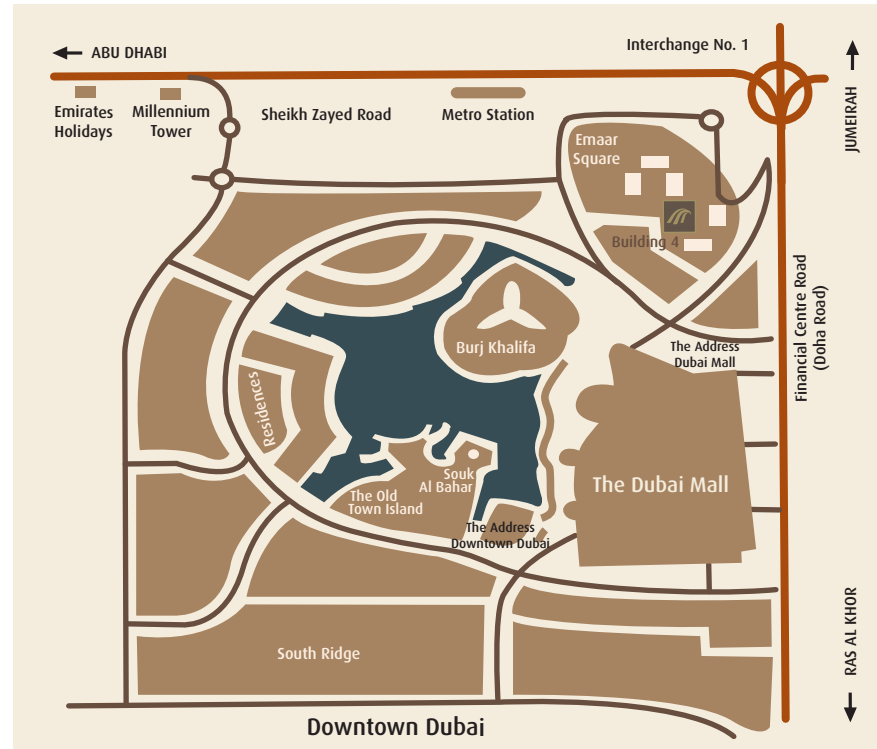 Interchange No. 1
ABU DHABI
JUMEIRAH
Emirates
Holidays
Millennium
Tower
Sheikh Zayed Road
Metro Station
Emaar
Square
Building 4
Financial Centre Road
(Doha Road)
Burj Khalifa
The Address
Dubai Mall
Residences
Souk
Al Bahar
The Old
Town Island
The Dubai Mall
The Address
Downtown Dubai
RAS AL KHOR
South Ridge
Downtown Dubai